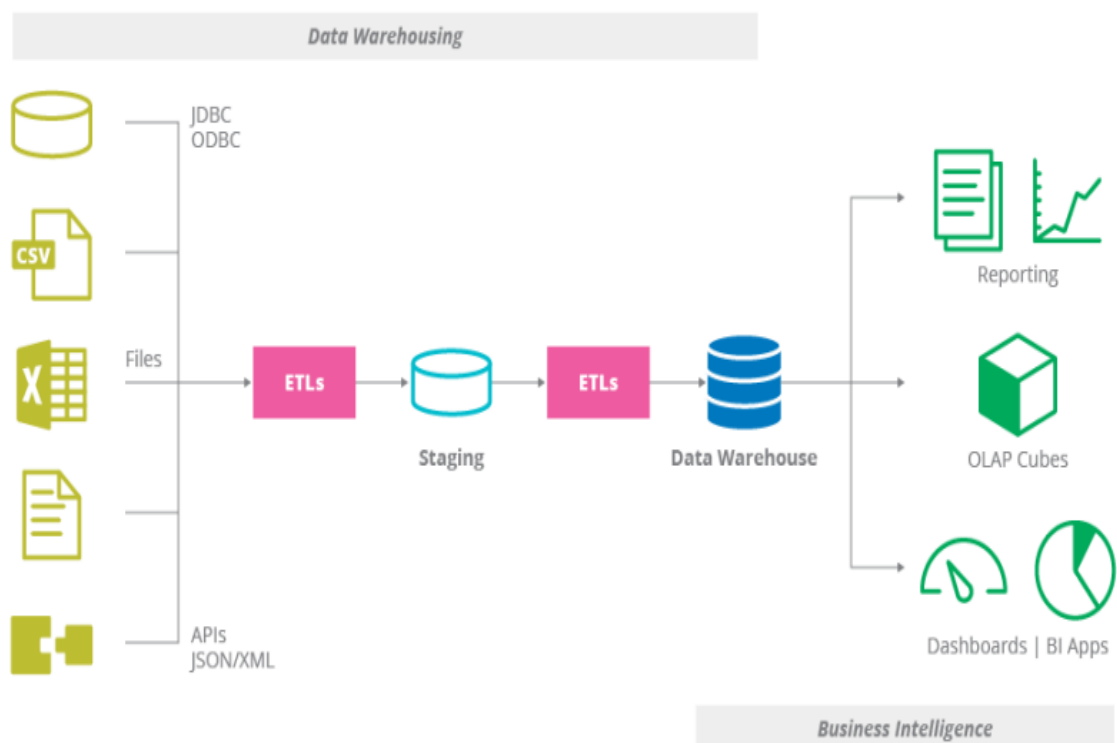 Data Warehousing
JDBC
ODBC
CSV
X
Files
ETLs
Staging
ETLs
Data Warehouse
Reporting
OLAP Cubes
Dashboards | BI Apps
APIs
JSON/XML
Business Intelligence